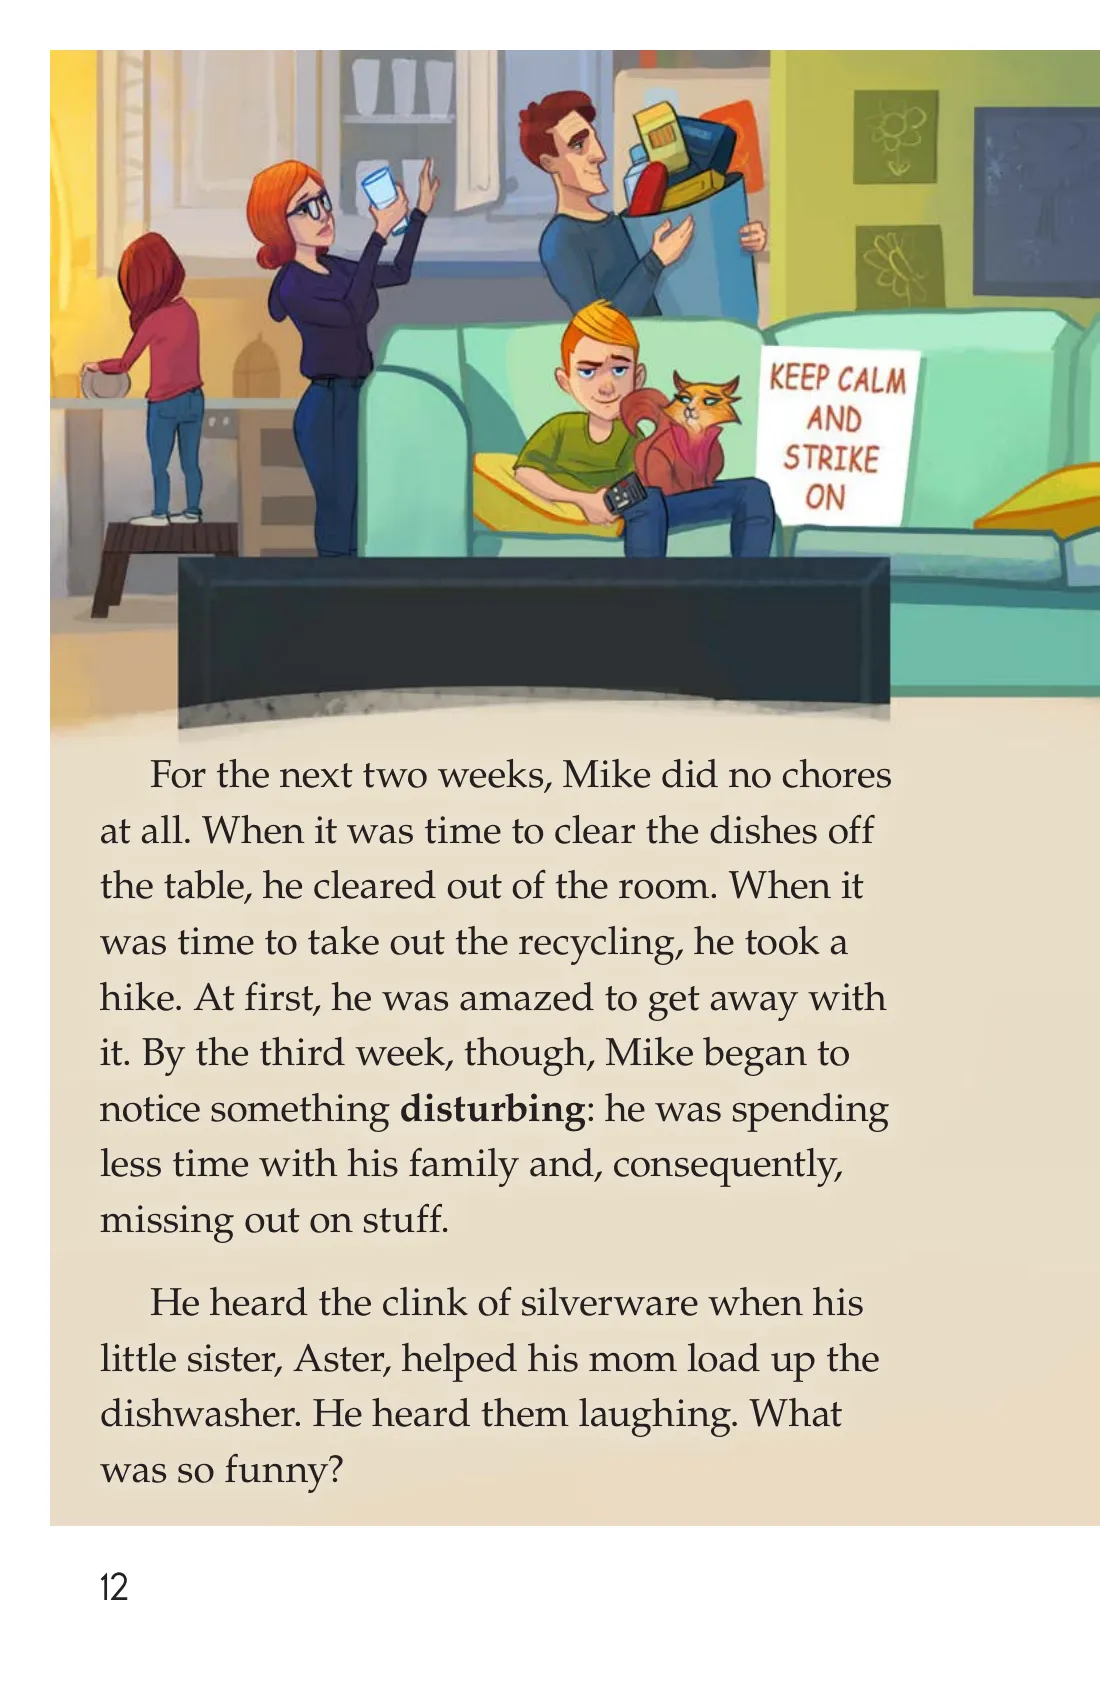 KEEP CALM
AND
STRIKE
ON
For the next two weeks, Mike did no chores
at all. When it was time to clear the dishes off
the table, he cleared out of the room. When it
was time to take out the recycling, he took a
hike. At first, he was amazed to get away with
it. By the third week, though, Mike began to
notice something disturbing: he was spending
less time with his family and, consequently,
missing out on stuff.
He heard the clink of silverware when his
little sister, Aster, helped his mom load up the
dishwasher. He heard them laughing. What
was so funny?
12